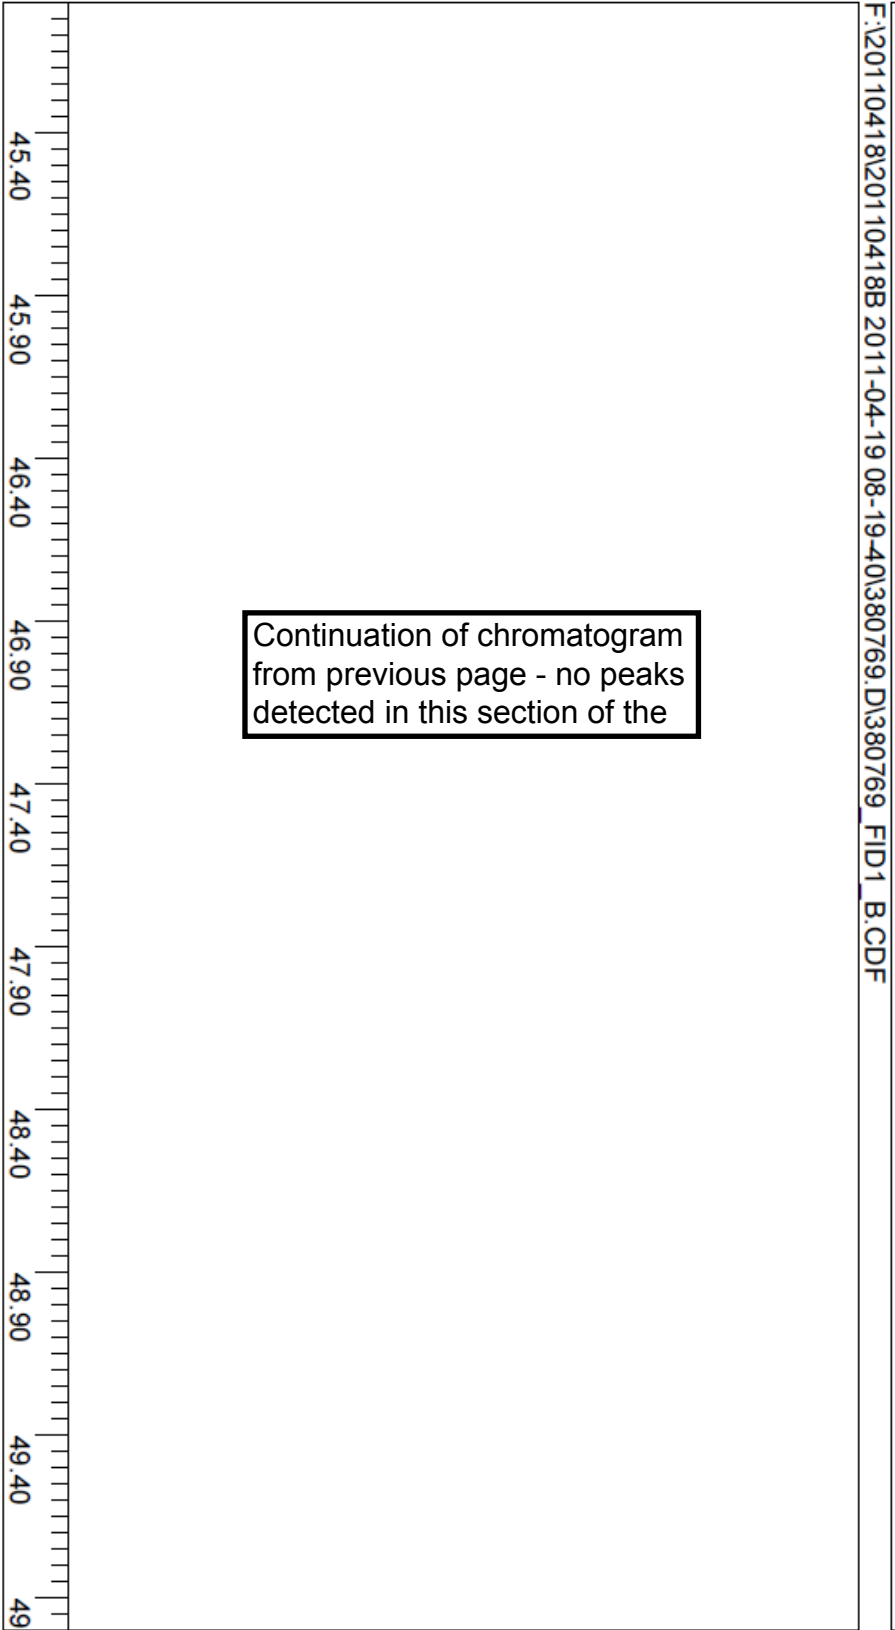 F:\20110418\20110418B 2011-04-19 08-19-40\380769.D\380769_FID1_B.CDF
Continuation of chromatogram
from previous page - no peaks
detected in this section of the
45.40
45.90
46.40
46.90
47.40
47.90
48.40
48.90
49.40
49